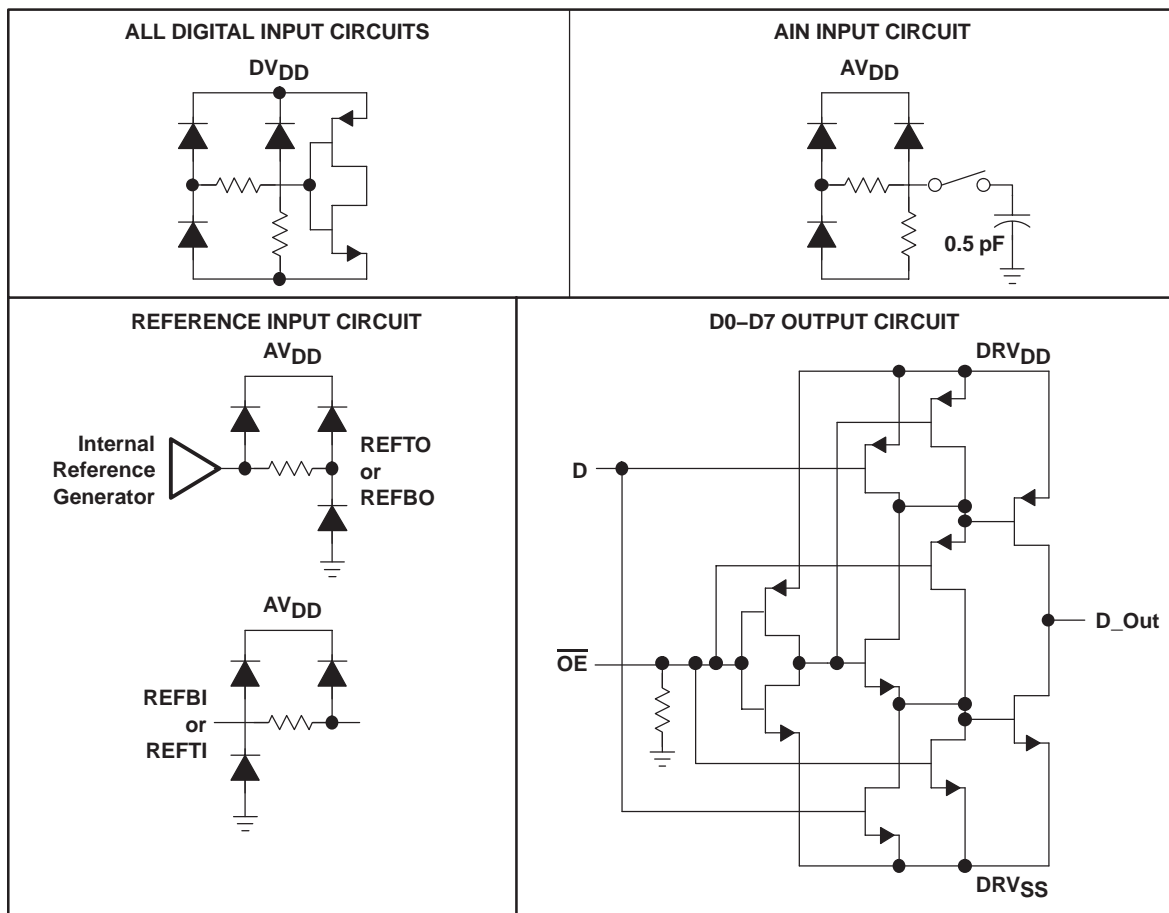 ALL DIGITAL INPUT CIRCUITS
DVDD
AIN INPUT CIRCUIT
AVDD
0.5 pF
REFERENCE INPUT CIRCUIT
AVDD
Internal
Reference
Generator
REFTO
or
REFBO
AVDD
REFBI
or
REFTI
D0–D7 OUTPUT CIRCUIT
DRVDD
D
D_Out
OE
DRVSS